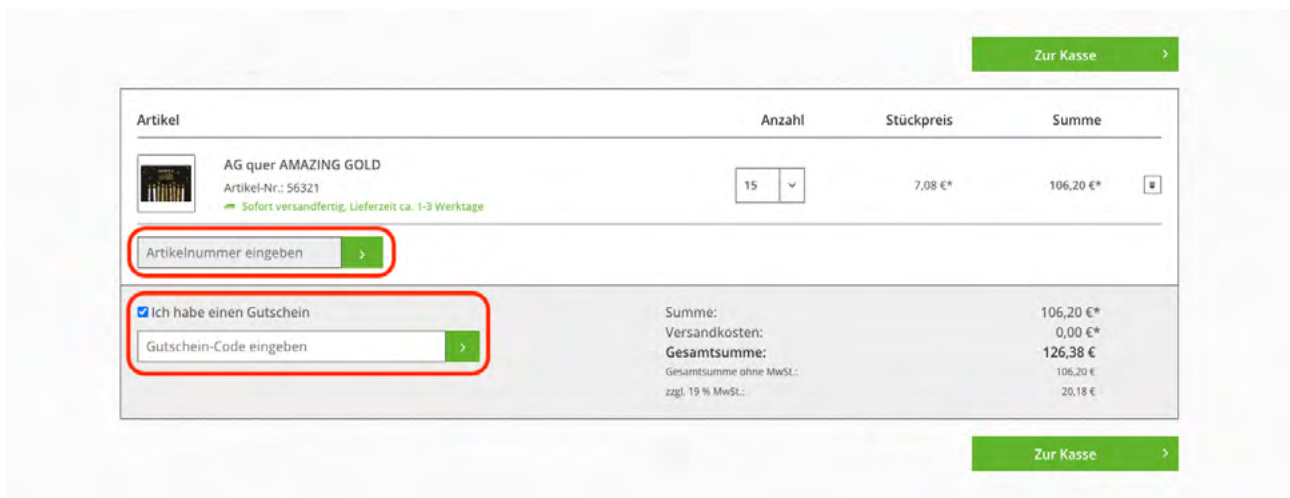 Zur Kasse
Artikel Anzahl Stückpreis Summe
AG quer AMAZING GOLD
Artikel-Nr.: 56321
Sofort versandfertig, Lieferzeit ca. 1-3 Werktage
15 7,08 €* 106,20 €*
Artikelnummer eingeben
Ich habe einen Gutschein
Gutschein-Code eingeben
Summe: 106,20 €*
Versandkosten: 0,00 €*
Gesamtsumme: 126,38 €
Gesamtsumme ohne MwSt.: 106,20 €
zzgl. 19 % MwSt.: 20,18 €
Zur Kasse